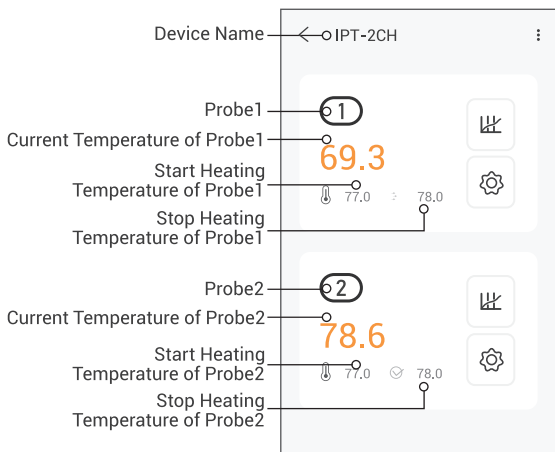 Device Name
IPT-2CH
Probe1
1
Current Temperature of Probe1
69.3
Start Heating
Temperature of Probe1
77.0
78.0
Stop Heating
Temperature of Probe1
Probe2
2
Current Temperature of Probe2
78.6
Start Heating
Temperature of Probe2
77.0
78.0
Stop Heating
Temperature of Probe2